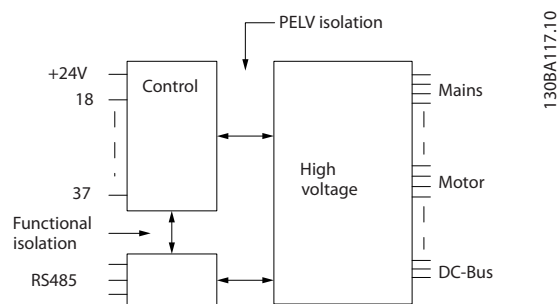 PELV isolation
130BA117.10
+24V
Control
18
Mains
High
voltage
37
Motor
Functional
isolation
RS485
DC-Bus